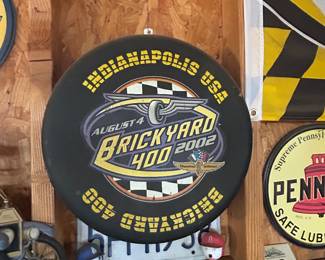 INDIANAPOLIS USA
AUGUST 4
BRICKYARD
400 2002
BRICKYARD 400
Supreme Pennsyl
PENN
SAFE LUB